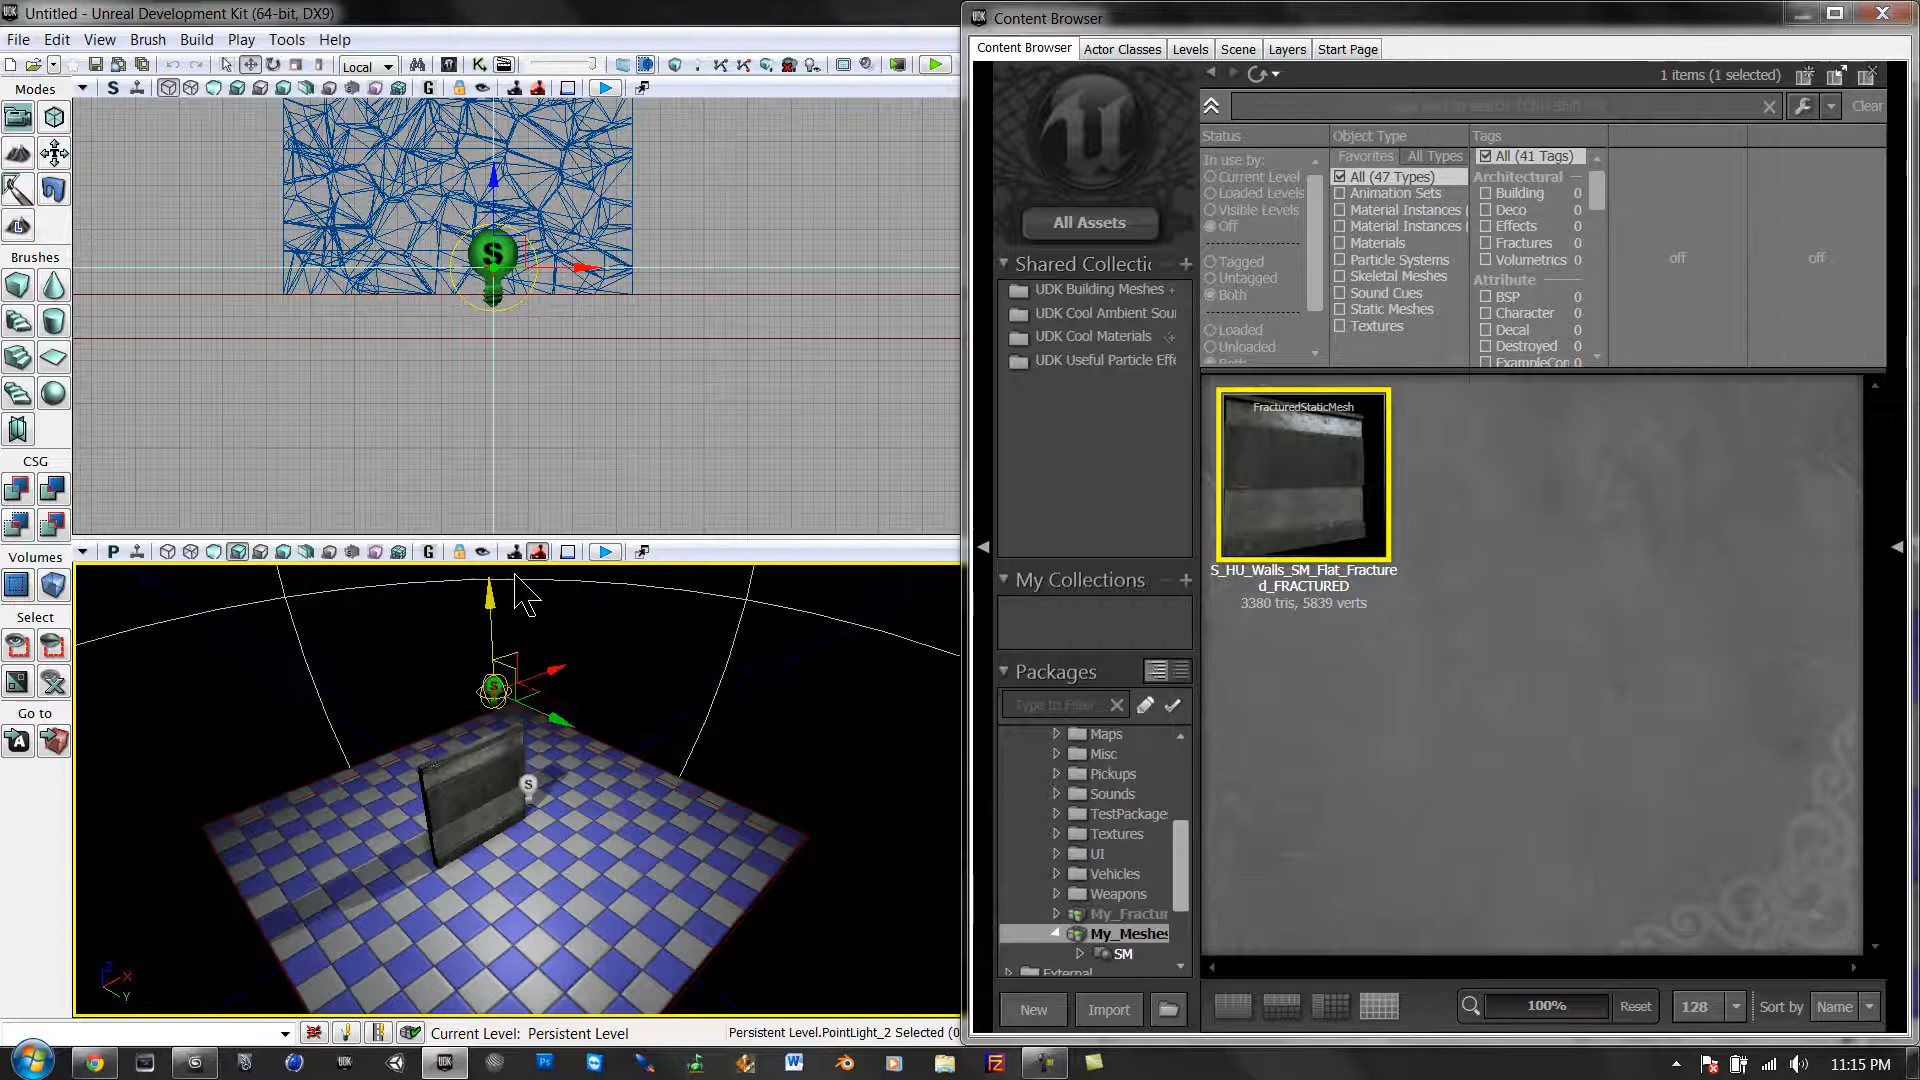 Untitled - Unreal Development Kit (64-bit, DX9)
File Edit View Brush Build Play Tools Help
Local
Modes
Brushes
CSG
Volumes
Select
Go to
Current Level: Persistent Level
Persistent Level.PointLight_2 Selected (0
Content Browser
Content Browser Actor Classes Levels Scene Layers Start Page
1 items (1 selected)
Clear
All Assets
Shared Collectic
UDK Building Meshes
UDK Cool Ambient Sou
UDK Cool Materials
UDK Useful Particle Effe
My Collections
Packages
Type to Filter
Maps
Misc
Pickups
Sounds
TestPackage
Textures
UI
Vehicles
Weapons
My_Fractur
My_Meshes
SM
External
New Import
Status
In use by:
Current Level
Loaded Levels
Visible Levels
Off
Tagged
Untagged
Both
Loaded
Unloaded
Both
Object Type
Favorites All Types
All (47 Types)
Animation Sets
Material Instances (
Material Instances (
Materials
Particle Systems
Skeletal Meshes
Sound Cues
Static Meshes
Textures
Tags
All (41 Tags)
Architectural
Building 0
Deco 0
Effects 0
Fractures 0
Volumetrics 0
Attribute
BSP 0
Character 0
Decal 0
Destroyed 0
ExampleCon 0
off
off
FracturedStaticMesh
S_HU_Walls_SM_Flat_Fracture
d_FRACTURED
3380 tris, 5839 verts
100% Reset 128 Sort by Name
11:15 PM